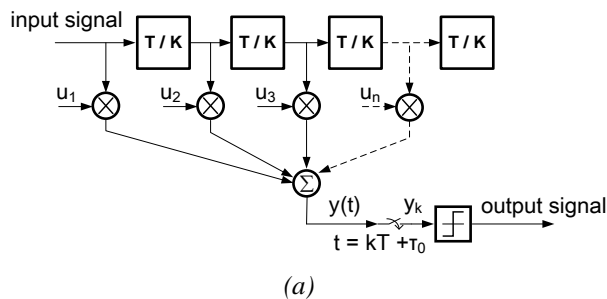 input signal
T / K T / K T / K T / K
u₁ u₂ u₃ uₙ
Σ
y(t) yₖ output signal
t = kT +τ₀
(a)